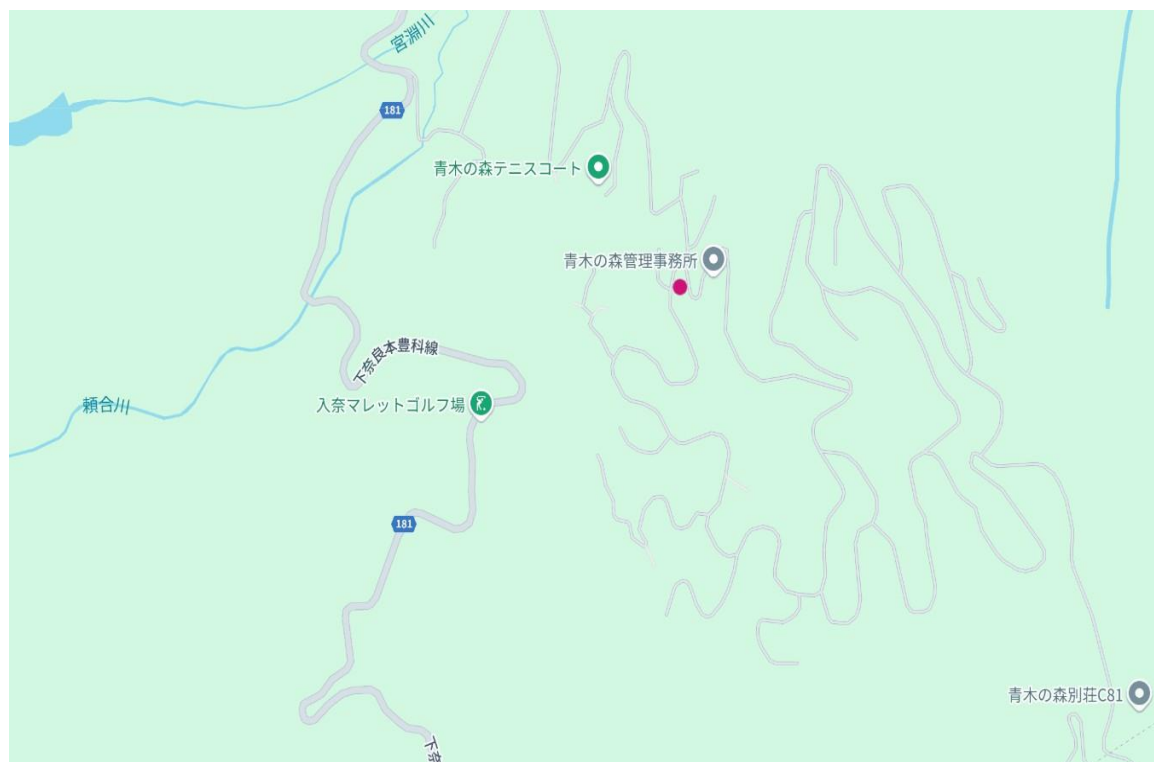 宮淵川
181
青木の森テニスコート
青木の森管理事務所
下奈良本豊科線
入奈マレットゴルフ場
頼合川
181
青木の森別荘C81
下奈